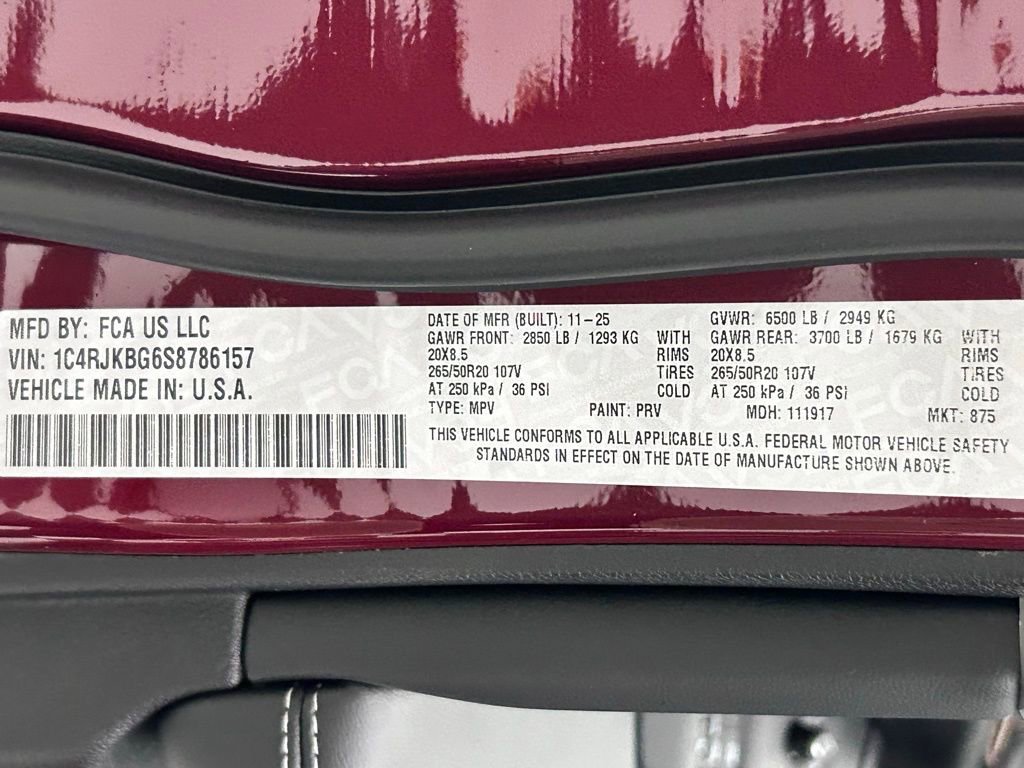 MFD BY: FCA US LLC
VIN: 1C4RJKBG6S8786157
VEHICLE MADE IN: U.S.A.
DATE OF MFR (BUILT): 11-25 GVWR: 6500 LB / 2949 KG
GAWR FRONT: 2850 LB / 1293 KG WITH GAWR REAR: 3700 LB / 1679 KG WITH
20X8.5 RIMS 20X8.5 RIMS
265/50R20 107V TIRES 265/50R20 107V TIRES
AT 250 kPa / 36 PSI COLD AT 250 kPa / 36 PSI COLD
TYPE: MPV PAINT: PRV MDH: 111917 MKT: 875
THIS VEHICLE CONFORMS TO ALL APPLICABLE U.S.A. FEDERAL MOTOR VEHICLE SAFETY
STANDARDS IN EFFECT ON THE DATE OF MANUFACTURE SHOWN ABOVE.